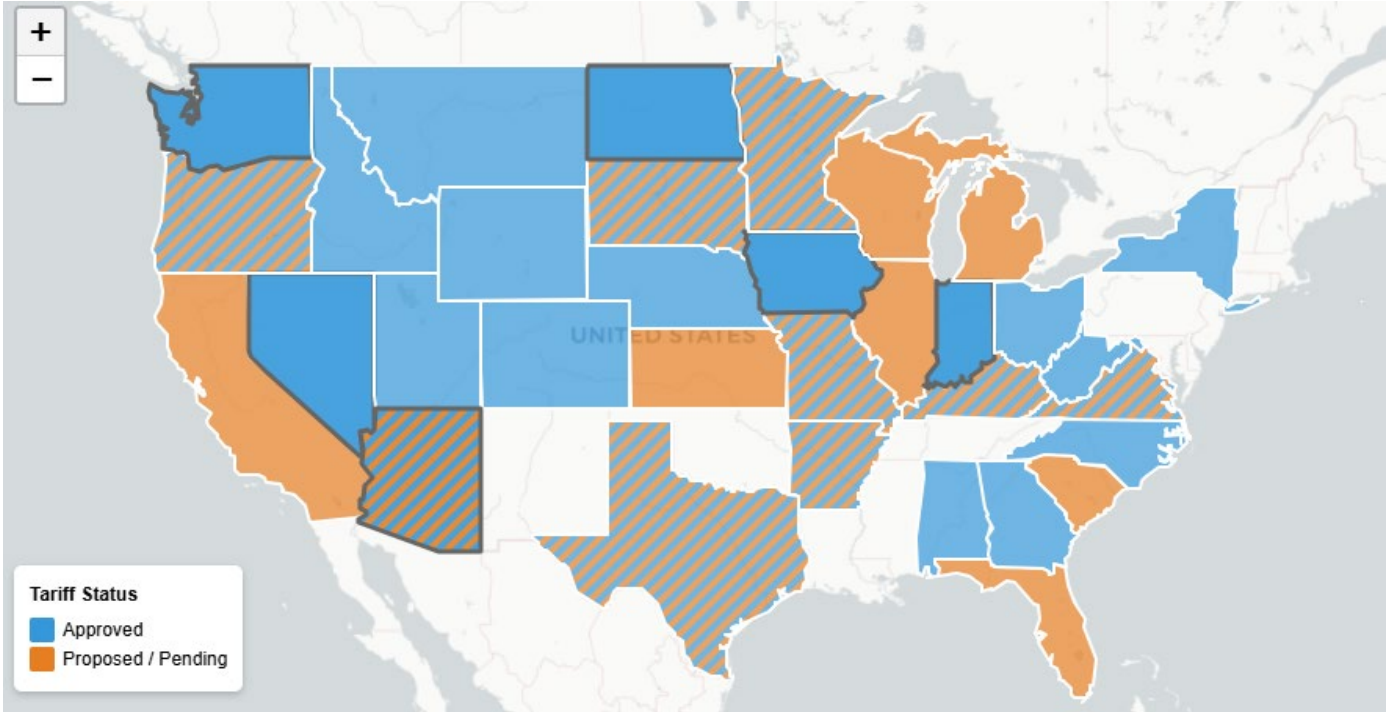 +
−
UNITED STATES
Tariff Status
Approved
Proposed / Pending